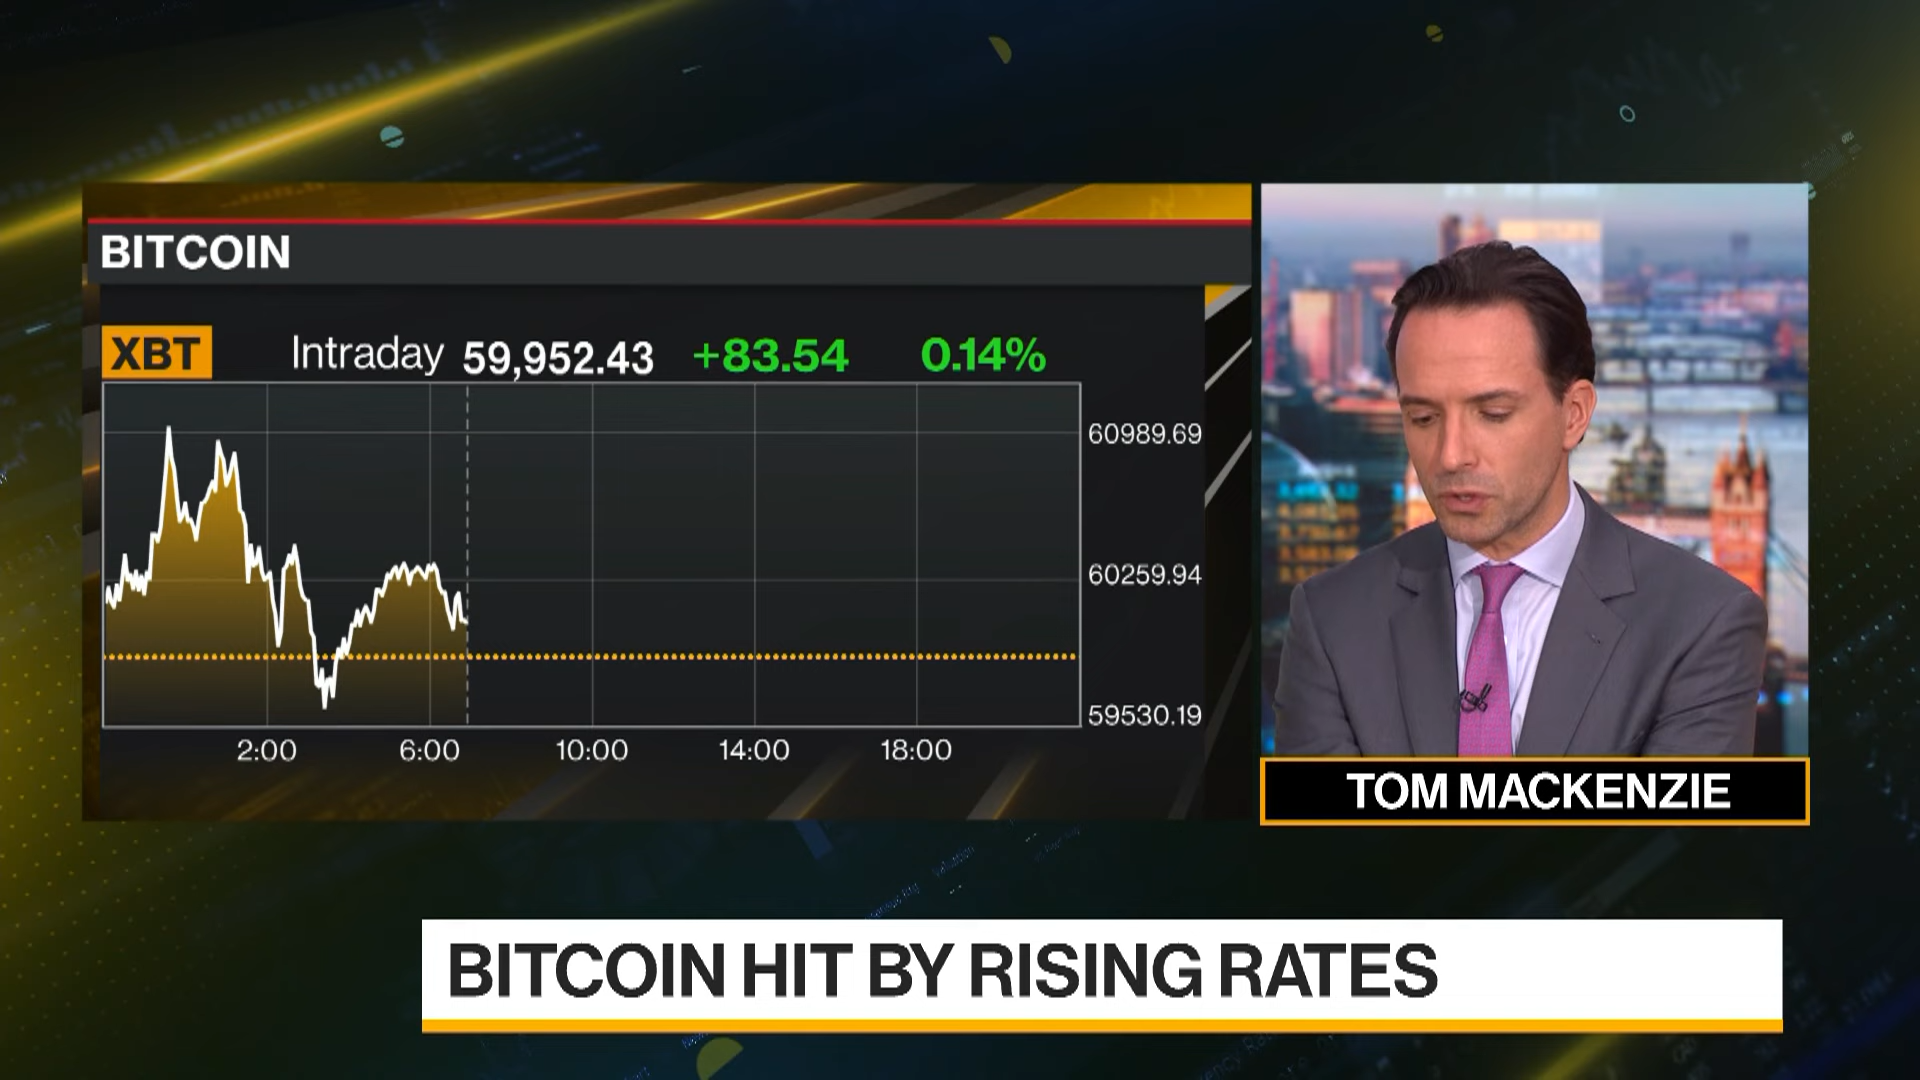 BITCOIN
XBT Intraday 59,952.43 +83.54 0.14%
60989.69
60259.94
59530.19
2:00 6:00 10:00 14:00 18:00
TOM MACKENZIE
BITCOIN HIT BY RISING RATES